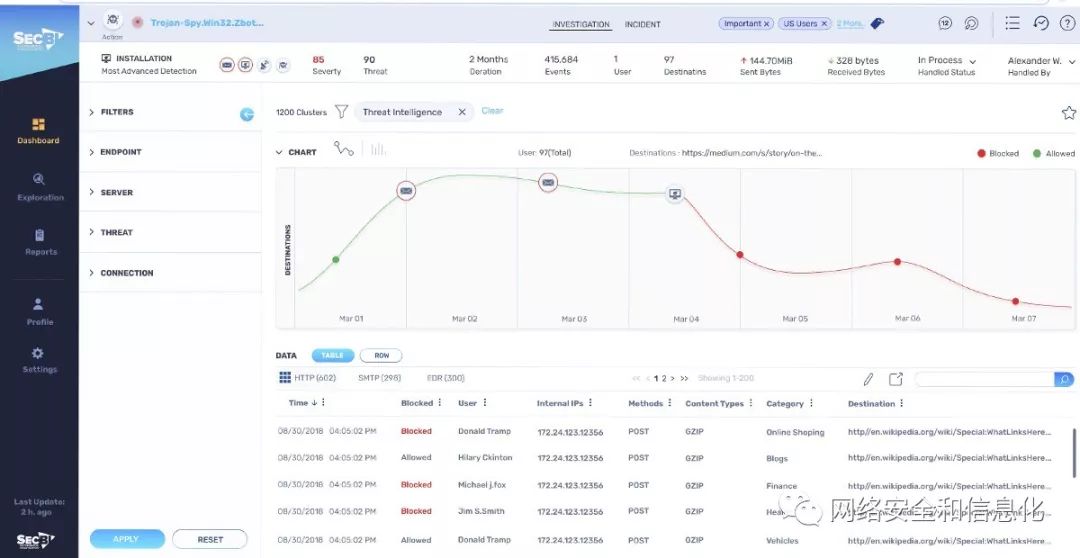 SECBI
Trojan-Spy.Win32.Zbot...
INVESTIGATION
INCIDENT
Important ×
US Users ×
2 More..
12
Action
INSTALLATION
Most Advanced Detection
85
Severty
90
Threat
2 Months
Deration
415,684
Events
1
User
97
Destinatins
↑ 144.70MiB
Sent Bytes
↓ 328 bytes
Received Bytes
In Process
Handled Status
Alexander W.
Handled By
Dashboard
Exploration
Reports
Profile
Settings
Last Update:
2 h. ago
SECBI
FILTERS
ENDPOINT
SERVER
THREAT
CONNECTION
APPLY
RESET
1200 Clusters
Threat Intelligence ×
Clear
CHART
User: 97(Total)
Destinations : https://medium.com/s/story/on-the...
Blocked
Allowed
DESTINATIONS
Mar 01 Mar 02 Mar 03 Mar 04 Mar 05 Mar 06 Mar 07
DATA TABLE ROW
HTTP (602) SMTP (298) EDR (300) << < 1 2 > >> Showing 1-200
Time ↓ Blocked User Internal IPs Methods Content Types Category Destination
08/30/2018 04:05:02 PM Blocked Donald Tramp 172.24.123.12356 POST GZIP Online Shoping http://en.wikipedia.org/wiki/Special:WhatLinksHere...
08/30/2018 04:05:02 PM Allowed Hilary Ckinton 172.24.123.12356 POST GZIP Blogs http://en.wikipedia.org/wiki/Special:WhatLinksHere...
08/30/2018 04:05:02 PM Blocked Michael j.fox 172.24.123.12356 POST GZIP Finance http://en.wikipedia.org/wiki/Special:WhatLinksHere...
08/30/2018 04:05:02 PM Blocked Jim S.Smith 172.24.123.12356 POST GZIP http://en.wikipedia.org/wiki/Special:WhatLinksHere...
08/30/2018 04:05:02 PM Allowed Donald Tramp 172.24.123.12356 POST GZIP Vehicles http://en.wikipedia.org/wiki/Special:WhatLinksHere...
网络安全和信息化